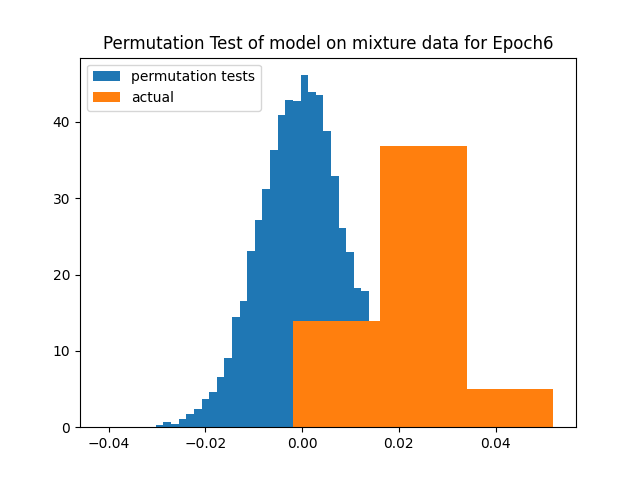 Permutation Test of model on mixture data for Epoch6
permutation tests
actual
40
30
20
10
0
−0.04 −0.02 0.00 0.02 0.04